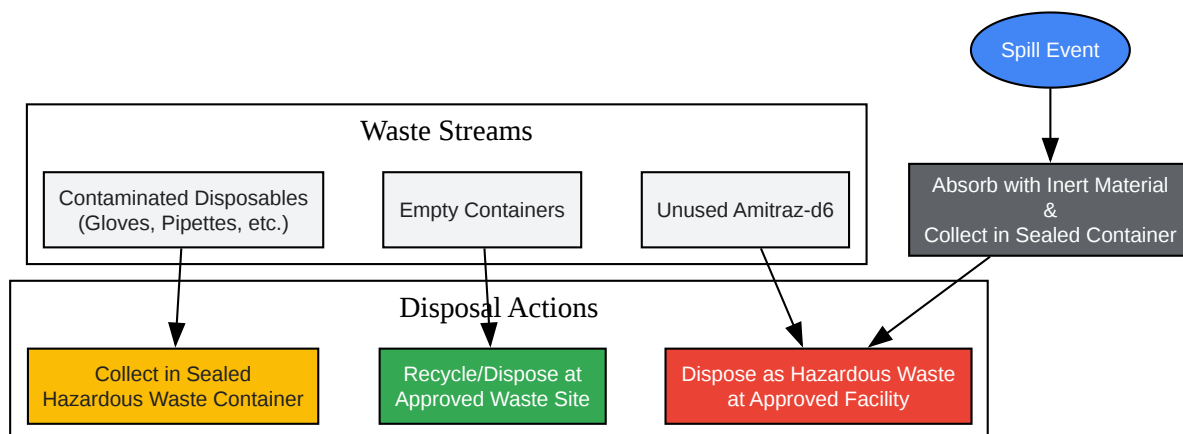 Spill Event
Waste Streams
Contaminated Disposables
(Gloves, Pipettes, etc.)
Empty Containers
Unused Amitraz-d6
Absorb with Inert Material
&
Collect in Sealed Container
Disposal Actions
Collect in Sealed
Hazardous Waste Container
Recycle/Dispose at
Approved Waste Site
Dispose as Hazardous Waste
at Approved Facility